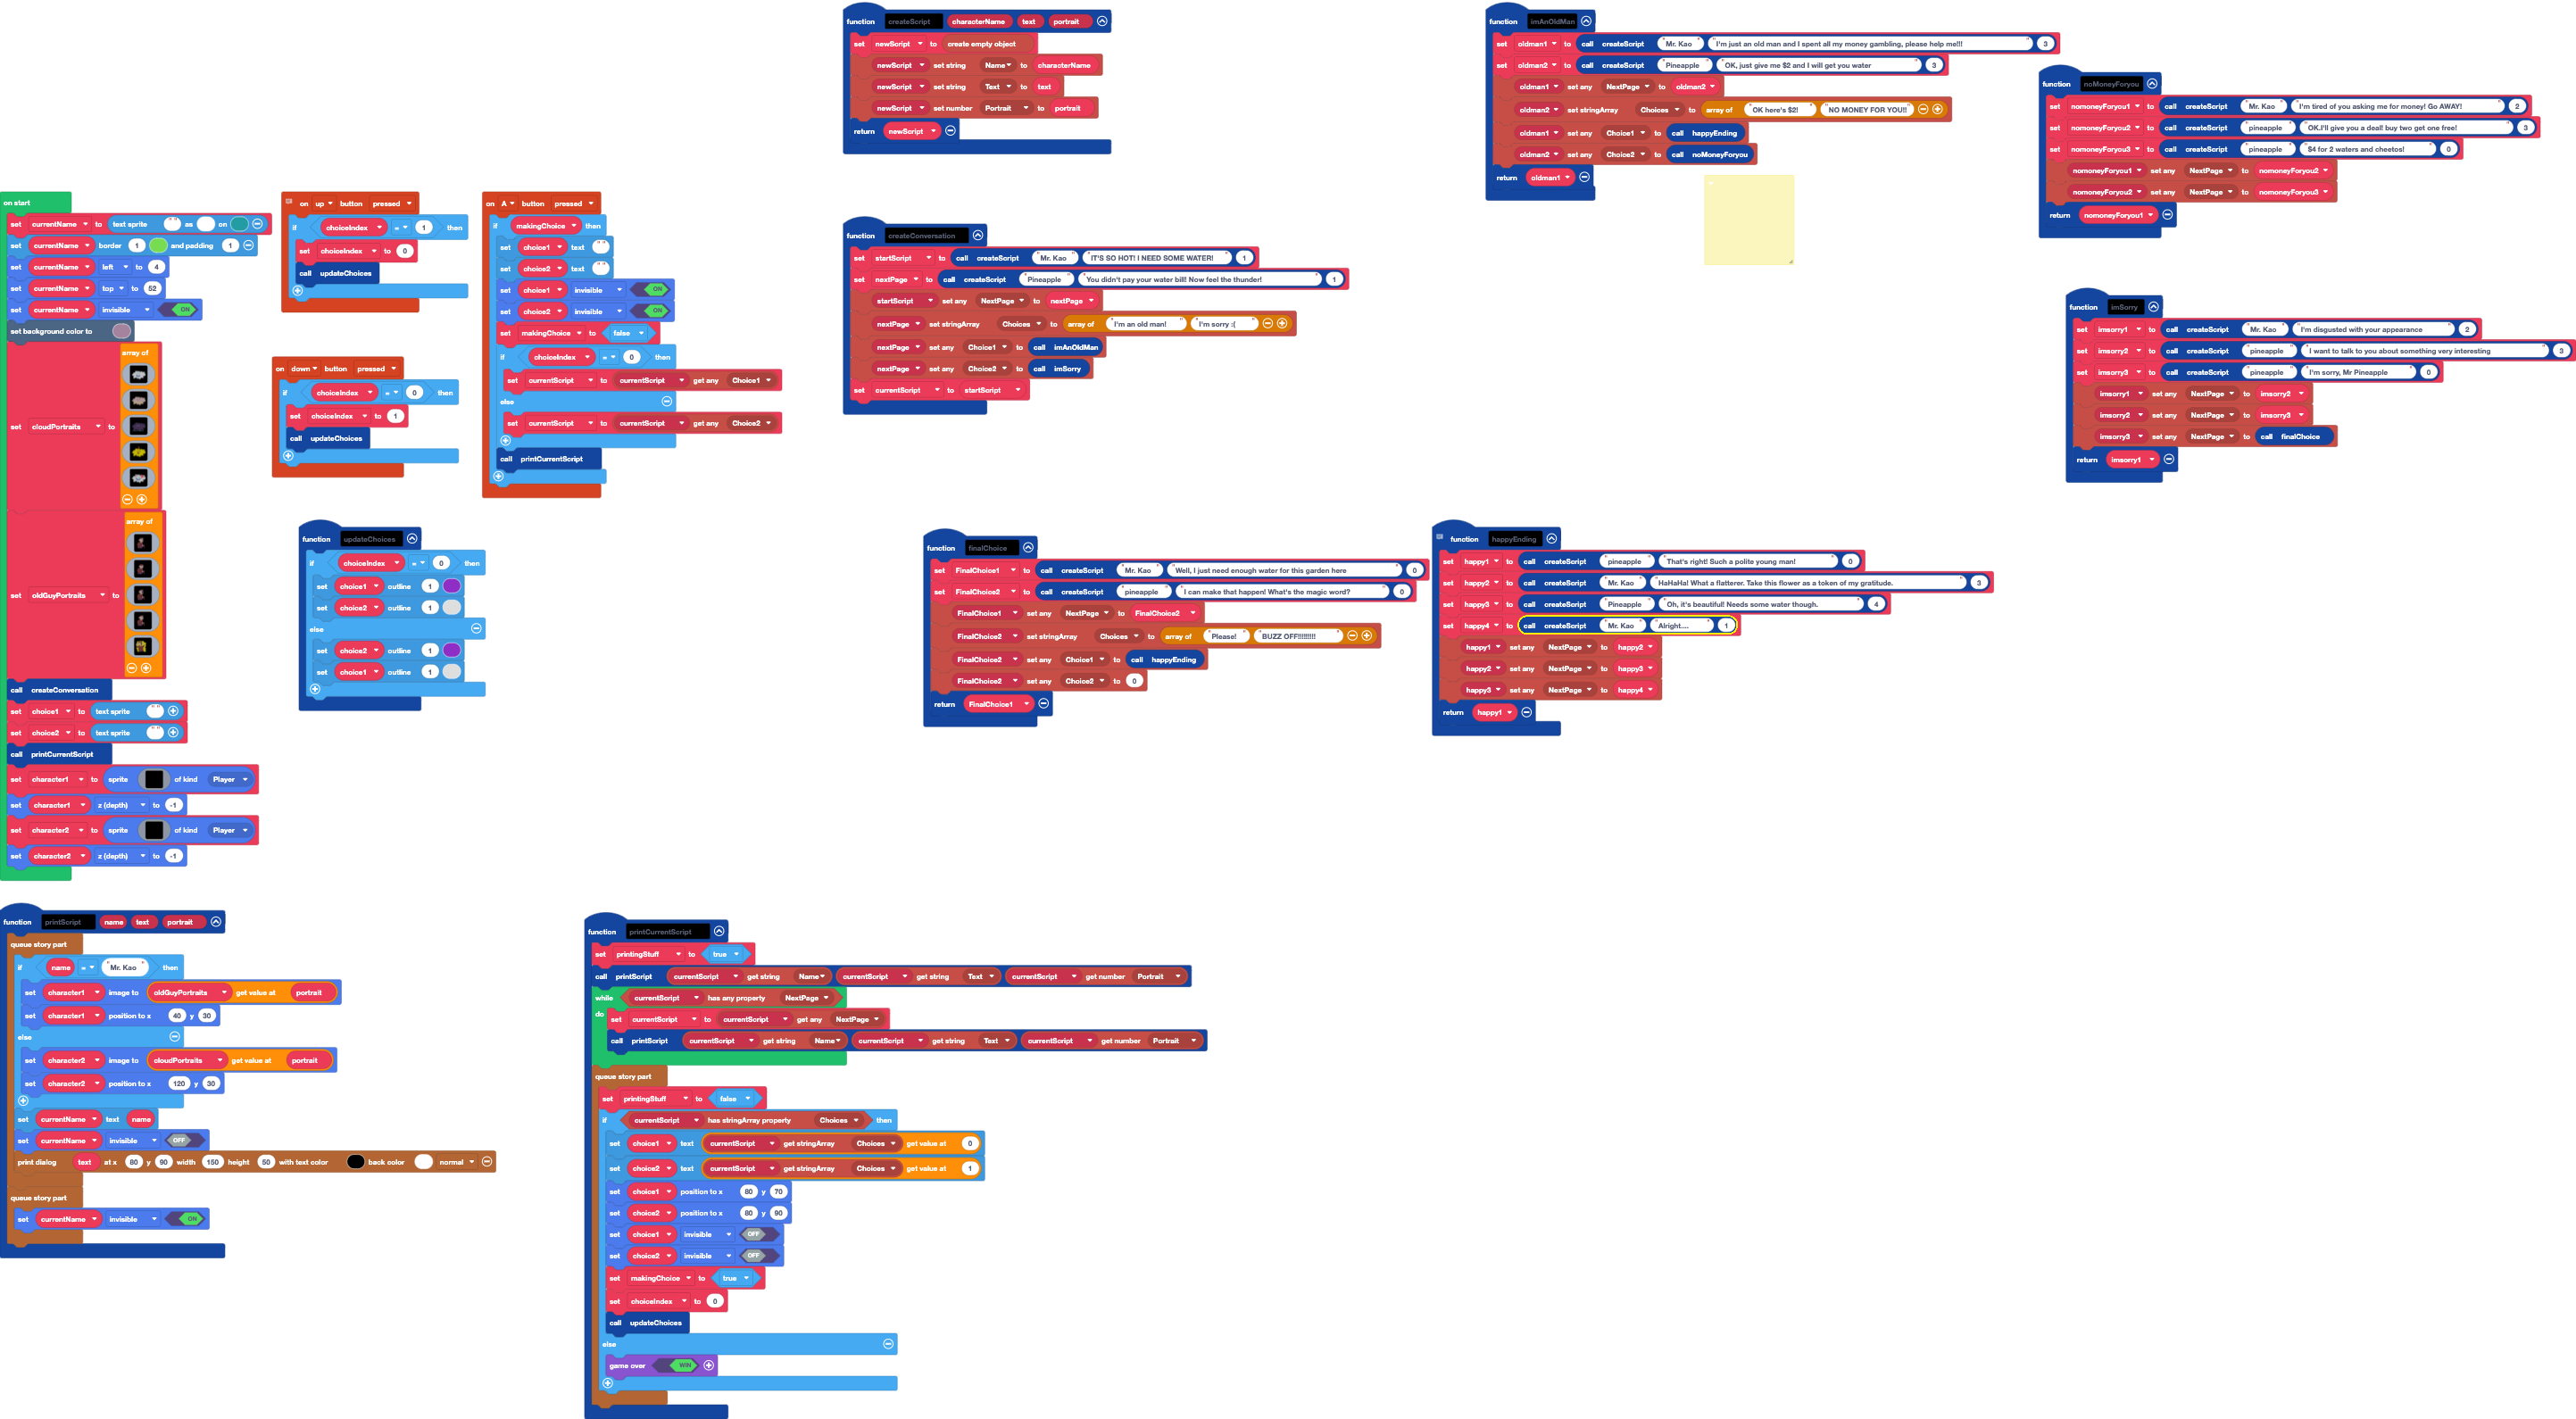 function createScript characterName text portrait
set newScript to create empty object
newScript set string Name to characterName
newScript set string Text to text
newScript set number Portrait to portrait
return newScript
function imAnOldMan
set oldman1 to call createScript "Mr. Kao" "I'm just an old man and I spent all my money gambling, please help me!!!" 3
set oldman2 to call createScript "Pineapple" "OK, just give me $2 and I will get you water" 3
oldman1 set any NextPage to oldman2
oldman2 set stringArray Choices to array of "OK here's $2!" "NO MONEY FOR YOU!!"
oldman1 set any Choice1 to call happyEnding
oldman2 set any Choice2 to call noMoneyForyou
return oldman1
function noMoneyForyou
set nomoneyForyou1 to call createScript "Mr. Kao" "I'm tired of you asking me for money! Go AWAY!" 2
set nomoneyForyou2 to call createScript "pineapple" "OK.I'll give you a deal! buy two get one free!" 3
set nomoneyForyou3 to call createScript "pineapple" "$4 for 2 waters and cheetos!" 0
nomoneyForyou1 set any NextPage to nomoneyForyou2
nomoneyForyou2 set any NextPage to nomoneyForyou3
return nomoneyForyou1
on start
set currentName to text sprite " " as on
set currentName border 1 and padding 1
set currentName left to 4
set currentName top to 52
set currentName invisible ON
set background color to
set cloudPortraits to array of
set oldGuyPortraits to array of
call createConversation
set choice1 to text sprite " "
set choice2 to text sprite " "
call printCurrentScript
set character1 to sprite of kind Player
set character1 z (depth) to -1
set character2 to sprite of kind Player
set character2 z (depth) to -1
on up button pressed
if choiceIndex = 1 then
set choiceIndex to 0
call updateChoices
on down button pressed
if choiceIndex = 0 then
set choiceIndex to 1
call updateChoices
on A button pressed
if makingChoice then
set choice1 text " "
set choice2 text " "
set choice1 invisible ON
set choice2 invisible ON
set makingChoice to false
if choiceIndex = 0 then
set currentScript to currentScript get any Choice1
else
set currentScript to currentScript get any Choice2
call printCurrentScript
function createConversation
set startScript to call createScript "Mr. Kao" "IT'S SO HOT! I NEED SOME WATER!" 1
set nextPage to call createScript "Pineapple" "You didn't pay your water bill! Now feel the thunder!" 1
startScript set any NextPage to nextPage
nextPage set stringArray Choices to array of "I'm an old man!" "I'm sorry :("
nextPage set any Choice1 to call imAnOldMan
nextPage set any Choice2 to call imSorry
set currentScript to startScript
function imSorry
set imsorry1 to call createScript "Mr. Kao" "I'm disgusted with your appearance" 2
set imsorry2 to call createScript "pineapple" "I want to talk to you about something very interesting" 3
set imsorry3 to call createScript "pineapple" "I'm sorry, Mr Pineapple" 0
imsorry1 set any NextPage to imsorry2
imsorry2 set any NextPage to imsorry3
imsorry3 set any NextPage to call finalChoice
return imsorry1
function updateChoices
if choiceIndex = 0 then
set choice1 outline 1
set choice2 outline 1
else
set choice2 outline 1
set choice1 outline 1
function finalChoice
set FinalChoice1 to call createScript "Mr. Kao" "Well, I just need enough water for this garden here" 0
set FinalChoice2 to call createScript "pineapple" "I can make that happen! What's the magic word?" 0
FinalChoice1 set any NextPage to FinalChoice2
FinalChoice2 set stringArray Choices to array of "Please!" "BUZZ OFF!!!!!!!!!"
FinalChoice2 set any Choice1 to call happyEnding
FinalChoice2 set any Choice2 to 0
return FinalChoice1
function happyEnding
set happy1 to call createScript "pineapple" "That's right! Such a polite young man!" 0
set happy2 to call createScript "Mr. Kao" "HaHaHa! What a flatterer. Take this flower as a token of my gratitude." 3
set happy3 to call createScript "Pineapple" "Oh, it's beautiful! Needs some water though." 4
set happy4 to call createScript "Mr. Kao" "Alright...." 1
happy1 set any NextPage to happy2
happy2 set any NextPage to happy3
happy3 set any NextPage to happy4
return happy1
function printScript name text portrait
queue story part
if name = "Mr. Kao" then
set character1 image to oldGuyPortraits get value at portrait
set character1 position to x 40 y 30
else
set character2 image to cloudPortraits get value at portrait
set character2 position to x 120 y 30
set currentName text name
set currentName invisible OFF
print dialog text at x 80 y 90 width 150 height 50 with text color back color normal
queue story part
set currentName invisible ON
function printCurrentScript
set printingStuff to true
call printScript currentScript get string Name currentScript get string Text currentScript get number Portrait
while currentScript has any property NextPage
do set currentScript to currentScript get any NextPage
call printScript currentScript get string Name currentScript get string Text currentScript get number Portrait
queue story part
set printingStuff to false
if currentScript has stringArray property Choices then
set choice1 text currentScript get stringArray Choices get value at 0
set choice2 text currentScript get stringArray Choices get value at 1
set choice1 position to x 80 y 70
set choice2 position to x 80 y 90
set choice1 invisible OFF
set choice2 invisible OFF
set makingChoice to true
set choiceIndex to 0
call updateChoices
else
game over WIN